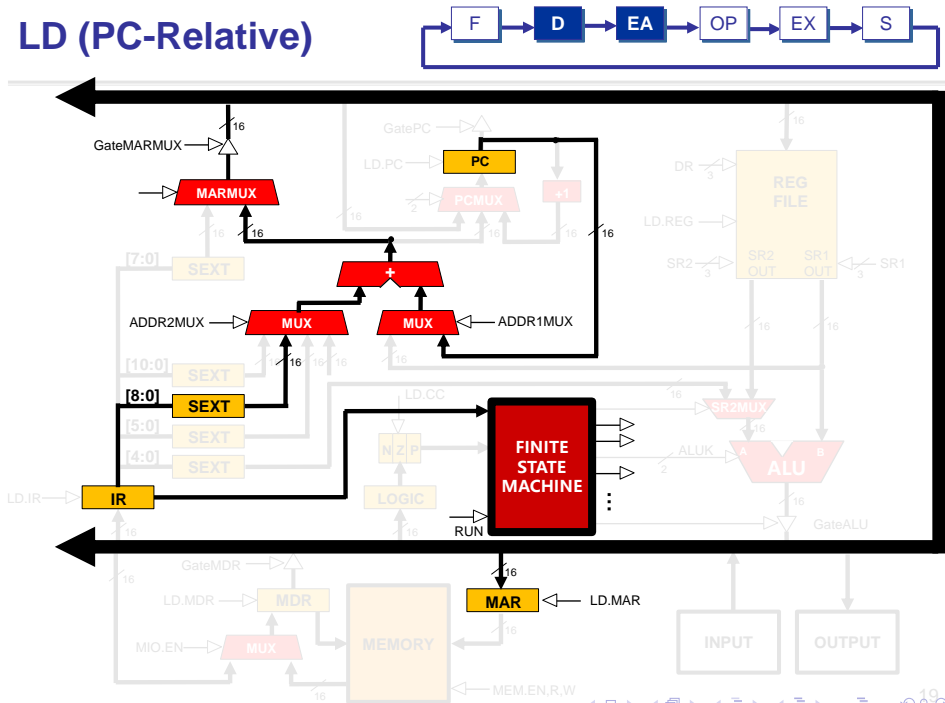 LD (PC-Relative)
F D EA OP EX S
16
16
GatePC
GateMARMUX
LD.PC
PC
DR
3
REG
FILE
MARMUX
2
PCMUX
+1
LD.REG
16
16
16
16
16
[7:0]
SEXT
+
SR2
3
SR2
OUT
SR1
OUT
3
SR1
ADDR2MUX
MUX
MUX
ADDR1MUX
16
16
16
16
16
[10:0]
SEXT
16
[8:0]
SEXT
LD.CC
16
SR2MUX
[5:0]
SEXT
16
[4:0]
SEXT
N Z P
FINITE
STATE
MACHINE
2
ALUK
A
B
ALU
LD.IR
IR
LOGIC
16
16
RUN
16
GateALU
GateMDR
16
16
LD.MDR
MDR
MAR
LD.MAR
MIO.EN
MUX
MEMORY
16
INPUT
OUTPUT
16
MEM.EN,R,W
19